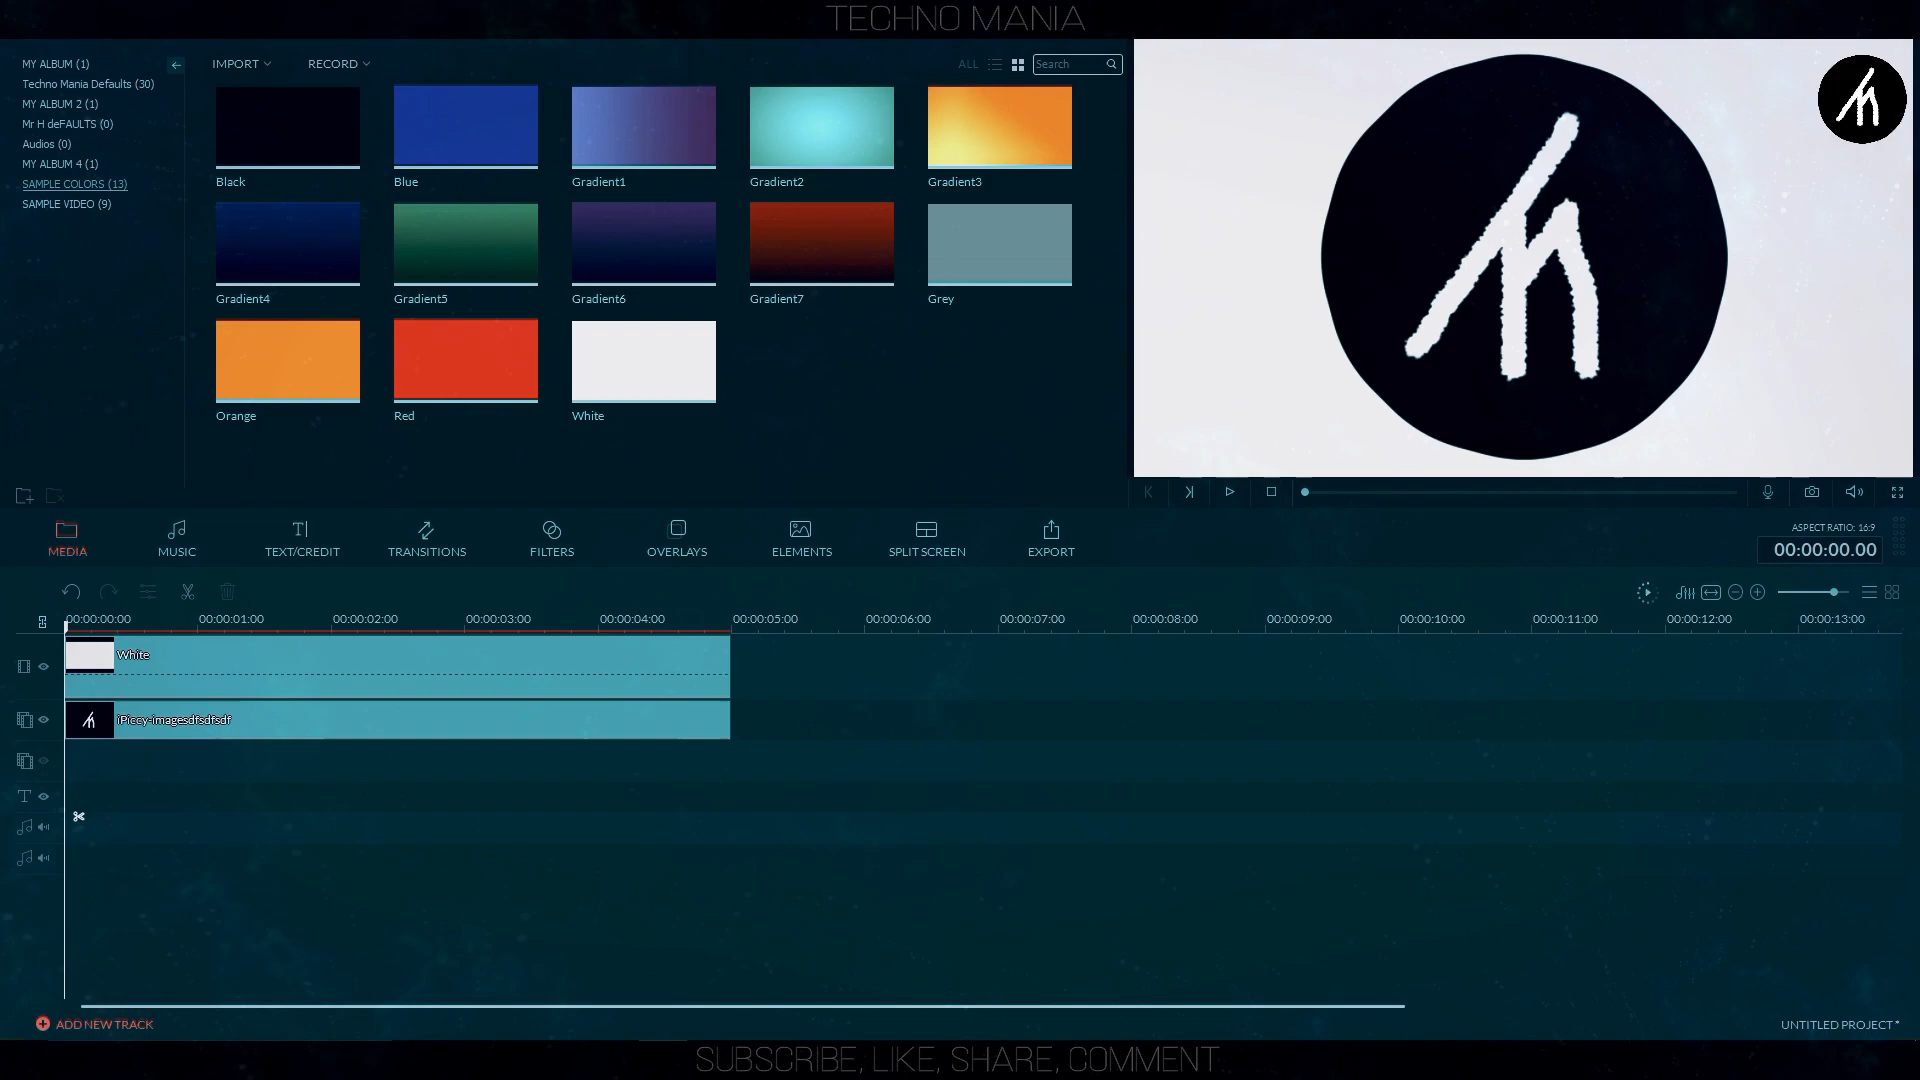 TECHNO MANIA
MY ALBUM (1)
Techno Mania Defaults (30)
MY ALBUM 2 (1)
Mr H deFAULTS (0)
Audios (0)
MY ALBUM 4 (1)
SAMPLE COLORS (13)
SAMPLE VIDEO (9)
IMPORT RECORD ALL Search
Black Blue Gradient1 Gradient2 Gradient3
Gradient4 Gradient5 Gradient6 Gradient7 Grey
Orange Red White
MEDIA MUSIC TEXT/CREDIT TRANSITIONS FILTERS OVERLAYS ELEMENTS SPLIT SCREEN EXPORT
ASPECT RATIO: 16:9
00:00:00.00
00:00:00:00 00:00:01:00 00:00:02:00 00:00:03:00 00:00:04:00 00:00:05:00 00:00:06:00 00:00:07:00 00:00:08:00 00:00:09:00 00:00:10:00 00:00:11:00 00:00:12:00 00:00:13:00
White
iPiccy-imagesdfsdfsdf
ADD NEW TRACK
UNTITLED PROJECT*
SUBSCRIBE, LIKE, SHARE, COMMENT.